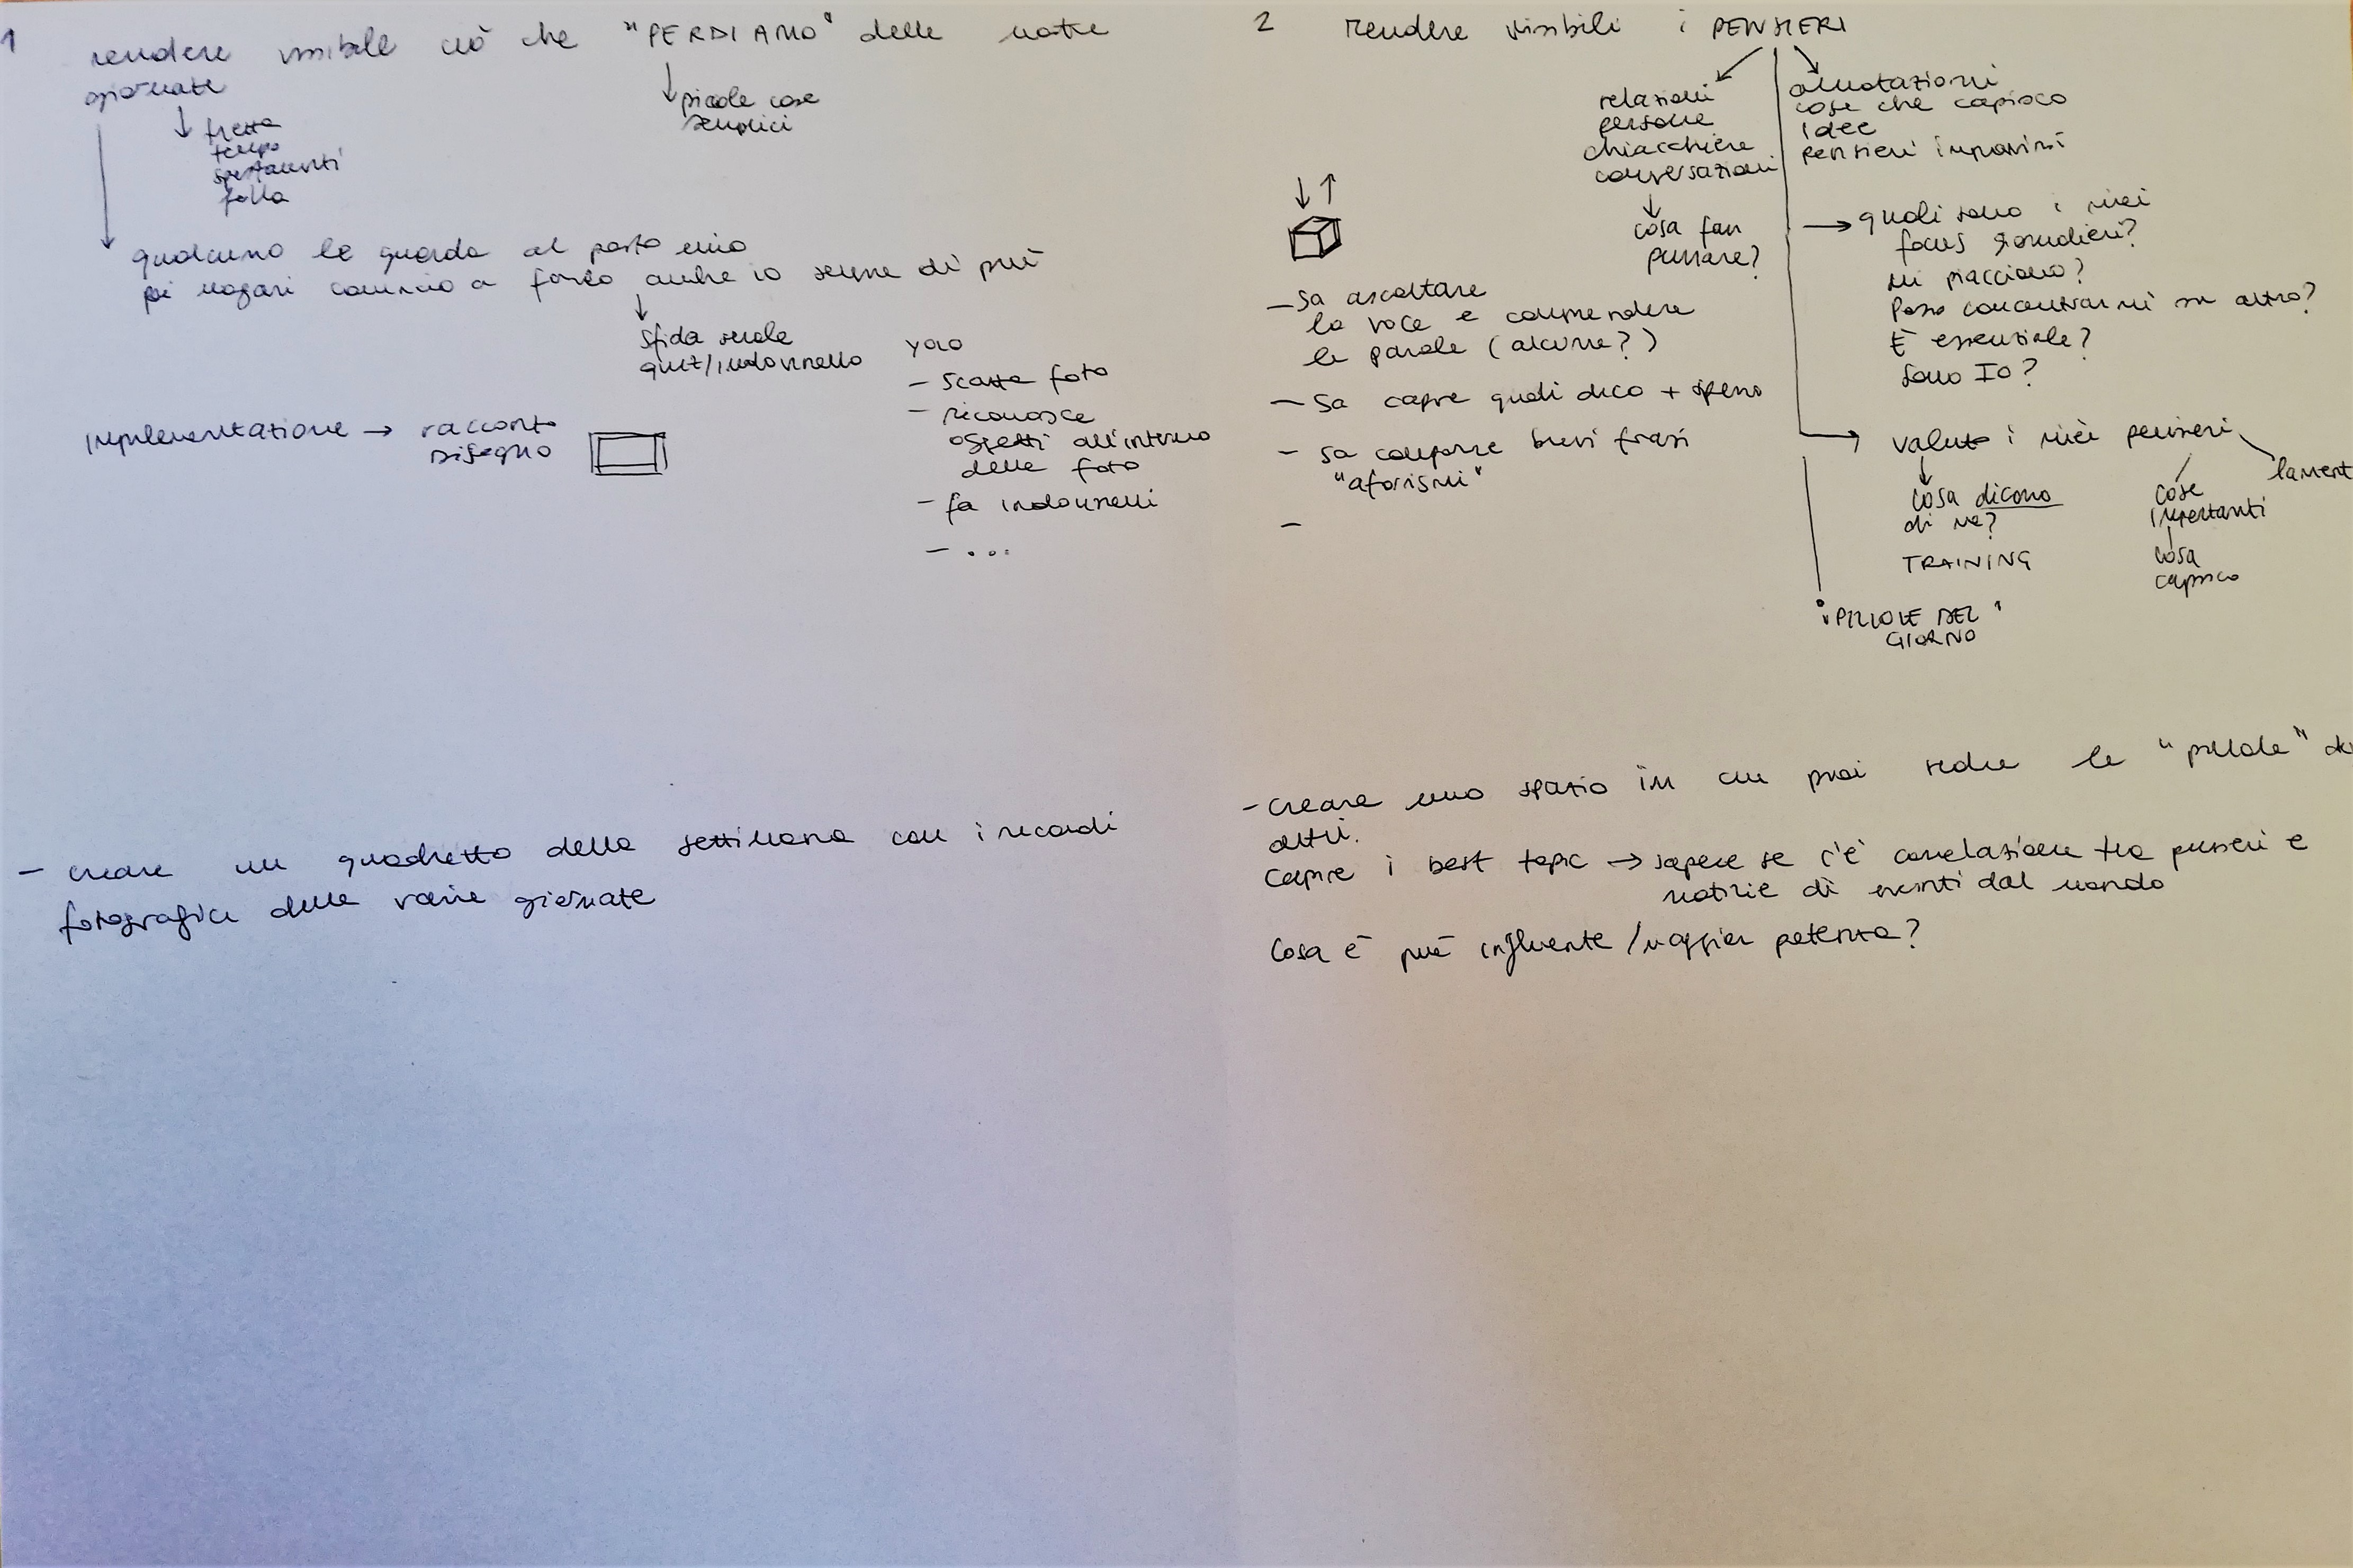 1
rendere visibile ciò che "PERDIAMO" delle nostre
giornate
piccole cose
semplici
fretta
tempo
spostamenti
folla
qualcuno le guarda al posto mio
poi magari comincio a farlo anche io sempre di più
sfida serale
quiz/indovinello
implementazione → racconto
disegno
YOLO
- scatta foto
- riconosce
oggetti all'interno
delle foto
- fa indovinelli
- ...
- creare un quadretto della settimana con i ricordi
fotografici delle varie giornate
2 rendere visibili i PENSIERI
relazioni
persone
chiacchiere
conversazioni
cosa fan
pensare?
annotazioni
cose che capisco
idee
pensieri improvvisi
→ quali sono i miei
focus giornalieri?
mi piacciono?
Posso concentrarmi su altro?
È essenziale?
Sono Io?
- Sa ascoltare
la voce e comprendere
le parole (alcune?)
- Sa capire quali dico + spesso
- sa comporre brevi frasi
"aforismi"
-
valuto i miei pensieri
cosa dicono
di me?
TRAINING
cose
importanti
cosa
capisco
lament
"PILLOLE DEL
GIORNO
- Creare uno spazio in cui puoi vedere le "pillole" di
altri.
Capire i best topic → sapere se c'è correlazione tra pensieri e
notizie di eventi dal mondo
Cosa è più influente / maggior potenza?